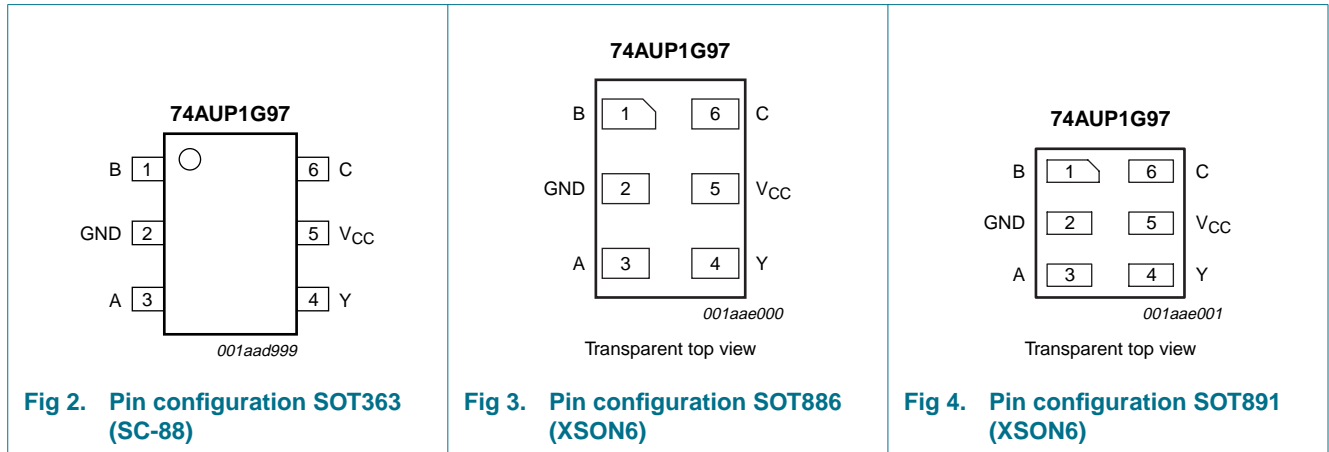 74AUP1G97
B 1 6 C
GND 2 5 VCC
A 3 4 Y
001aad999
Fig 2. Pin configuration SOT363
(SC-88)
74AUP1G97
B 1 6 C
GND 2 5 VCC
A 3 4 Y
001aae000
Transparent top view
Fig 3. Pin configuration SOT886
(XSON6)
74AUP1G97
B 1 6 C
GND 2 5 VCC
A 3 4 Y
001aae001
Transparent top view
Fig 4. Pin configuration SOT891
(XSON6)